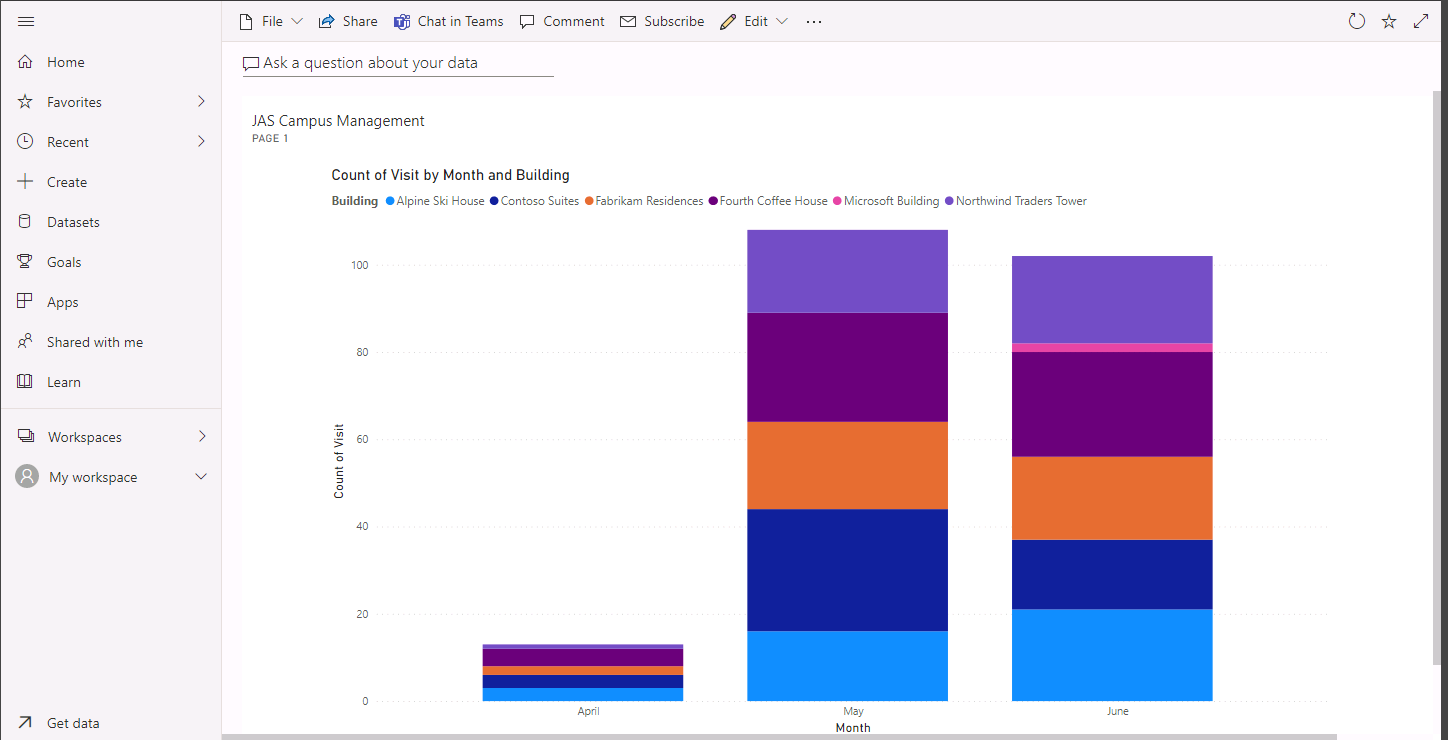 File Share Chat in Teams Comment Subscribe Edit ...
Home
Favorites
Recent
Create
Datasets
Goals
Apps
Shared with me
Learn
Workspaces
My workspace
Get data
Ask a question about your data
JAS Campus Management
PAGE 1
Count of Visit by Month and Building
Building Alpine Ski House Contoso Suites Fabrikam Residences Fourth Coffee House Microsoft Building Northwind Traders Tower
100
80
60
40
20
0
Count of Visit
April May June
Month